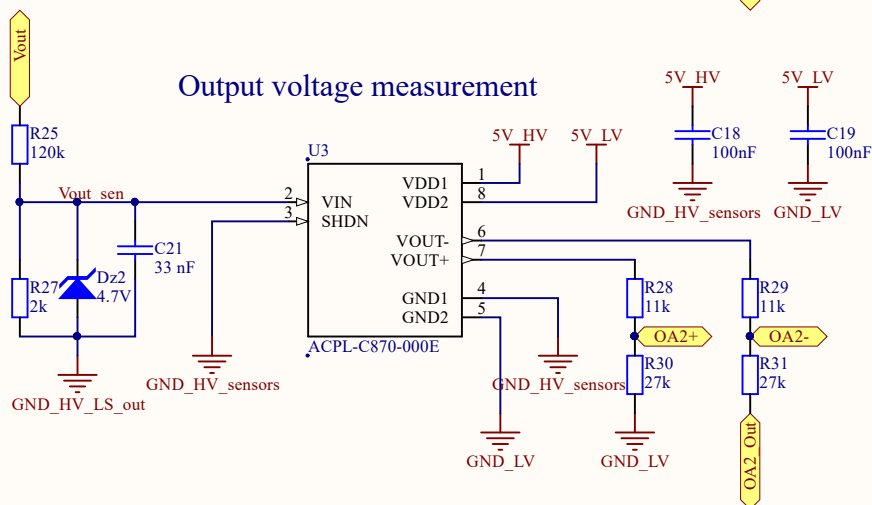 Vout
Output voltage measurement
R25
120k
Vout_sen
R27
2k
Dz2
4.7V
C21
33 nF
GND_HV_LS_out
GND_HV_sensors
U3
2
3
VIN
SHDN
VDD1
VDD2
VOUT-
VOUT+
GND1
GND2
1
8
6
7
4
5
ACPL-C870-000E
5V_HV
5V_LV
GND_HV_sensors
GND_LV
5V_HV
C18
100nF
GND_HV_sensors
5V_LV
C19
100nF
GND_LV
R28
11k
OA2+
R30
27k
GND_LV
R29
11k
OA2-
R31
27k
OA2_Out